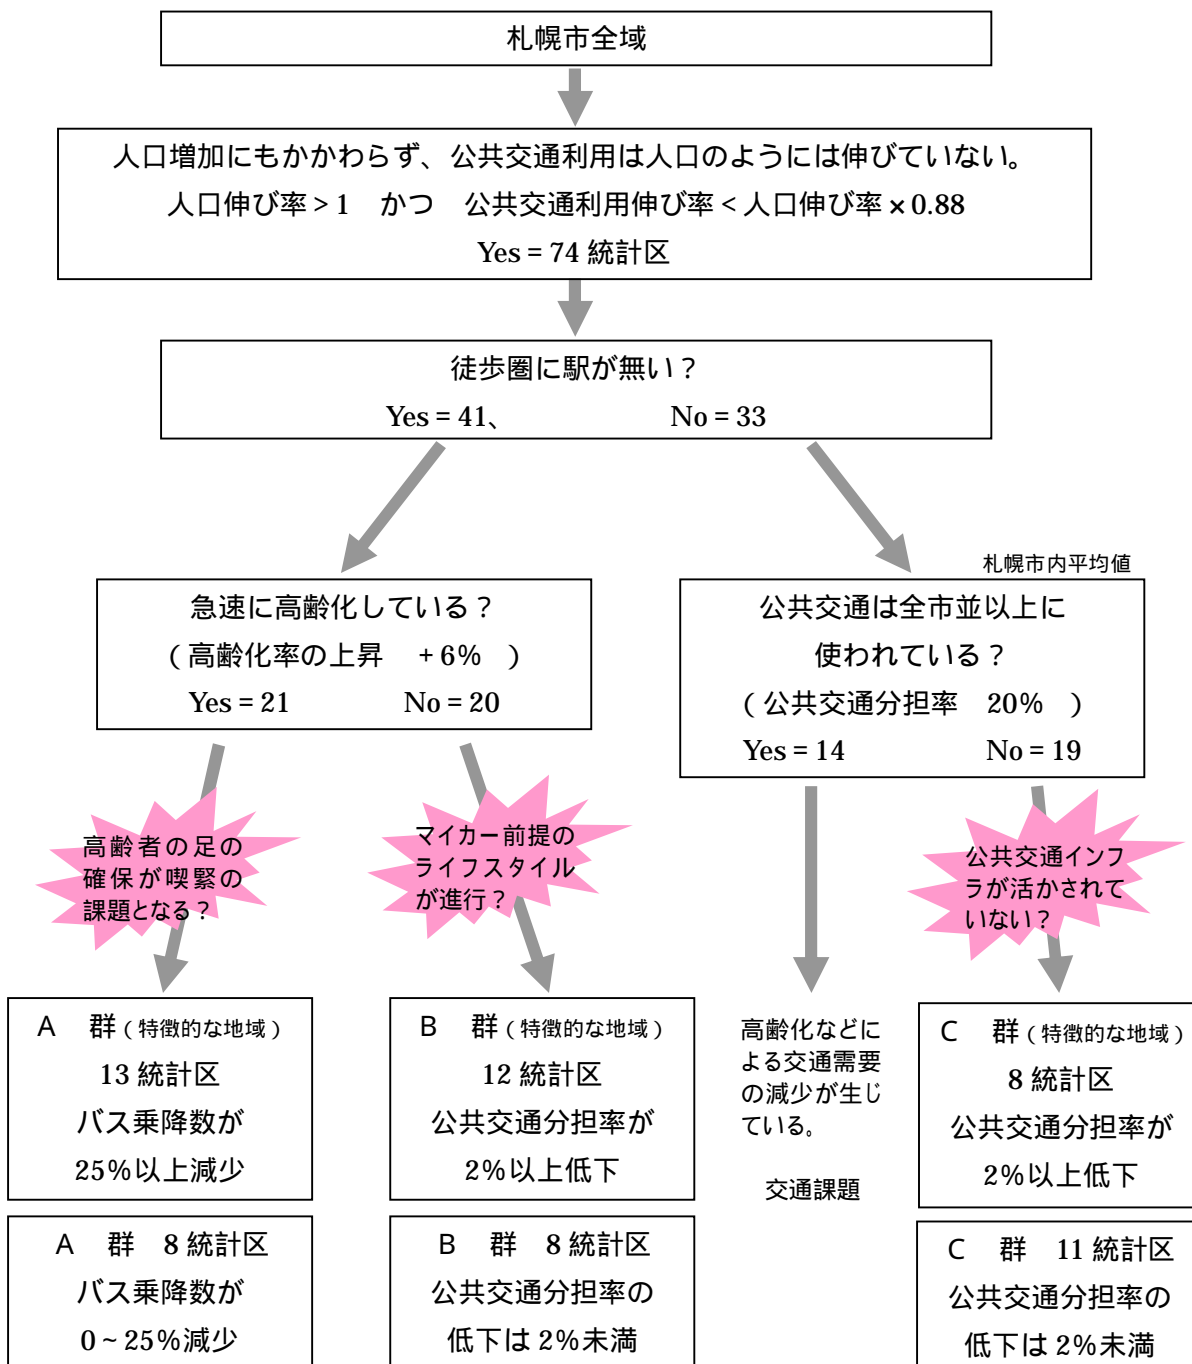 札幌市全域
人口増加にもかかわらず、公共交通利用は人口のようには伸びていない。
人口伸び率 > 1　かつ　公共交通利用伸び率 < 人口伸び率 × 0.88
Yes = 74 統計区
徒歩圏に駅が無い？
Yes = 41、　No = 33
急速に高齢化している？
（高齢化率の上昇　+ 6%　）
Yes = 21　No = 20
札幌市内平均値
公共交通は全市並以上に
使われている？
（公共交通分担率　20%　）
Yes = 14　No = 19
高齢者の足の
確保が喫緊の
課題となる？
マイカー前提の
ライフスタイル
が進行？
公共交通インフ
ラが活かされて
いない？
A　群（特徴的な地域）
13 統計区
バス乗降数が
25%以上減少
A　群　8 統計区
バス乗降数が
0 ~ 25%減少
B　群（特徴的な地域）
12 統計区
公共交通分担率が
2%以上低下
B　群　8 統計区
公共交通分担率の
低下は 2%未満
高齢化などに
よる交通需要
の減少が生じ
ている。
交通課題
C　群（特徴的な地域）
8 統計区
公共交通分担率が
2%以上低下
C　群　11 統計区
公共交通分担率の
低下は 2%未満